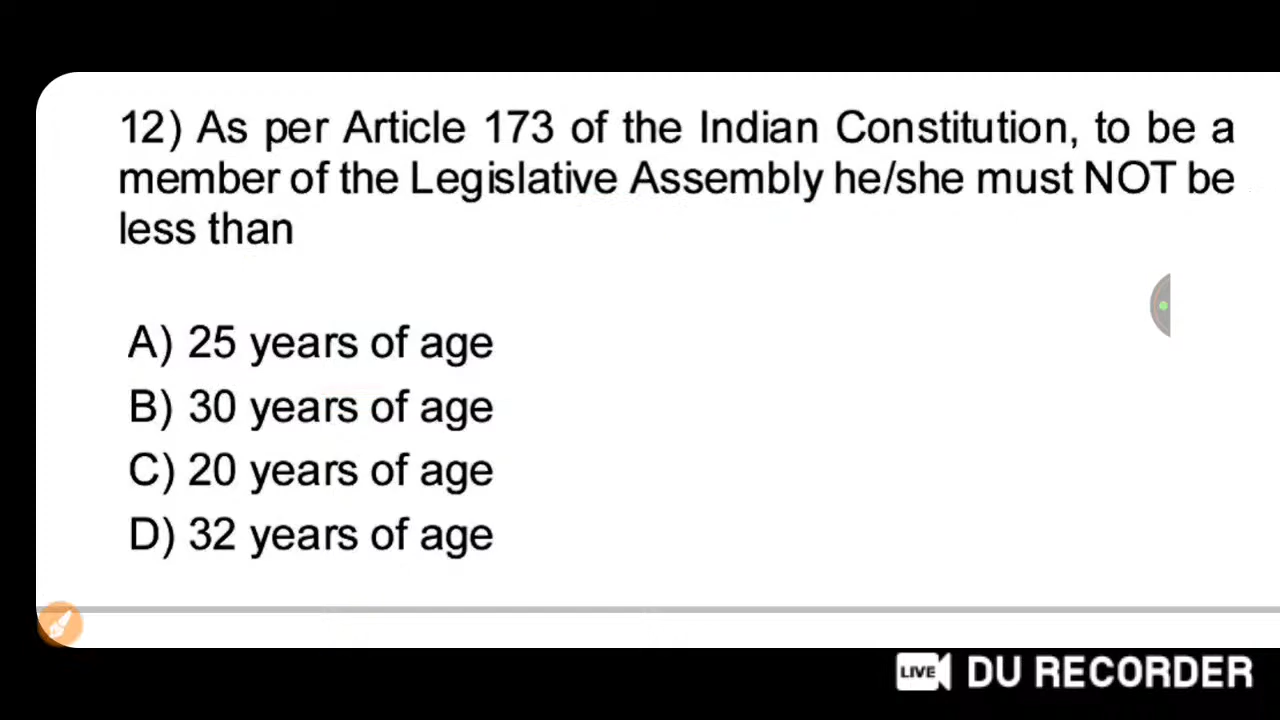 12) As per Article 173 of the Indian Constitution, to be a
member of the Legislative Assembly he/she must NOT be
less than
A) 25 years of age
B) 30 years of age
C) 20 years of age
D) 32 years of age
LIVE DU RECORDER